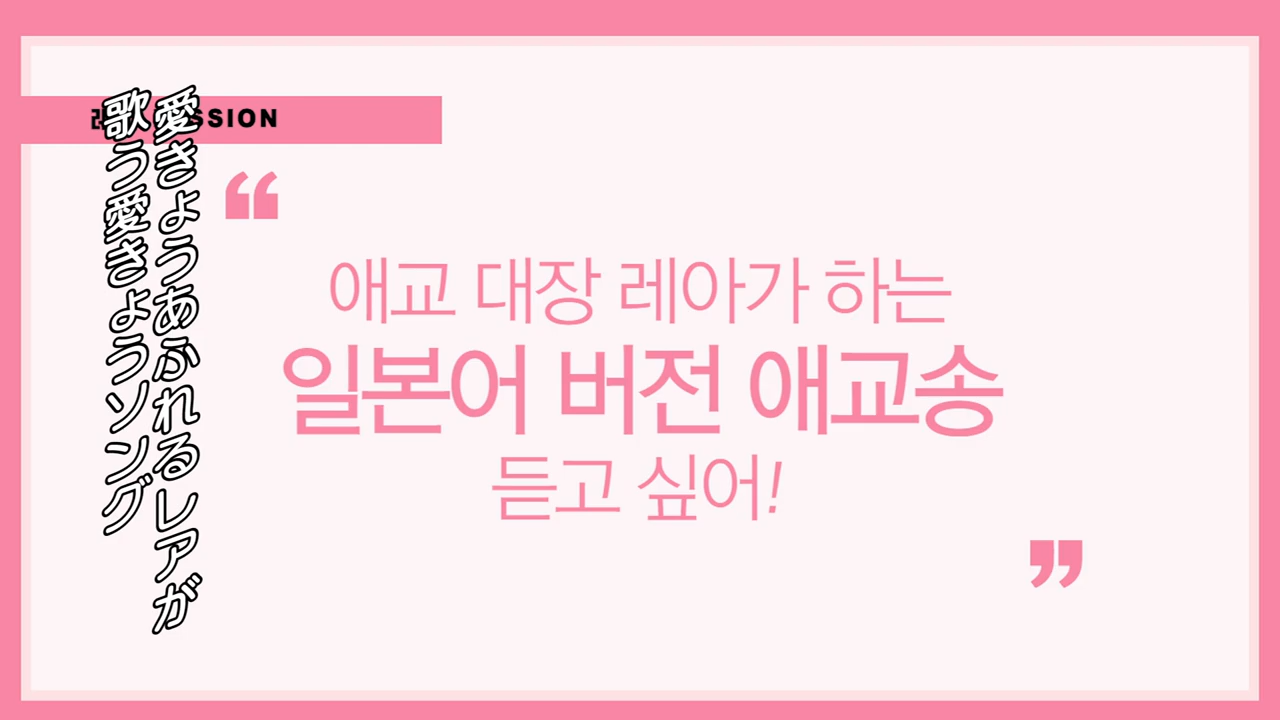 SSION
“
애교 대장 레아가 하는
일본어 버전 애교송
듣고 싶어!
”
愛きょうあふれるレアが
歌う愛きょうソング